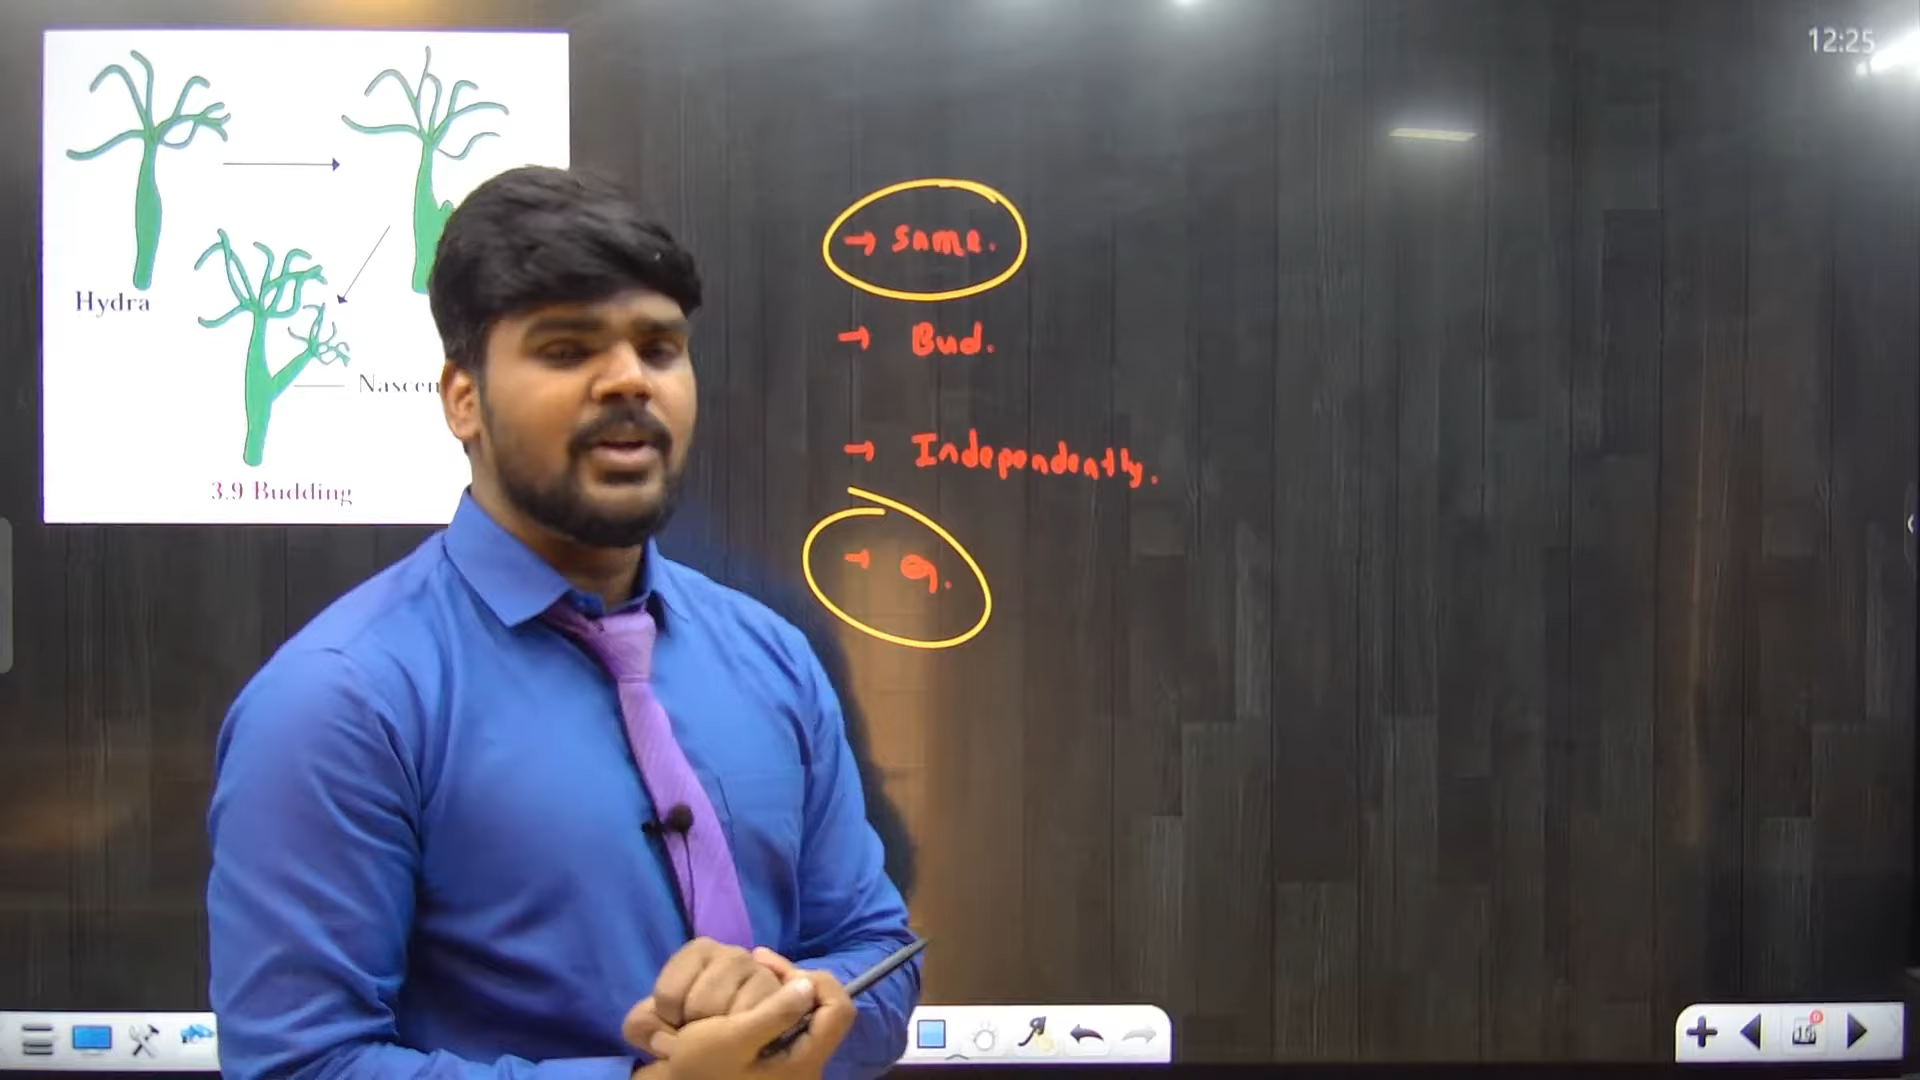 12:25
Hydra
Nascen
3.9 Budding
→ Same.
→ Bud.
→ Independently.
→ eg.